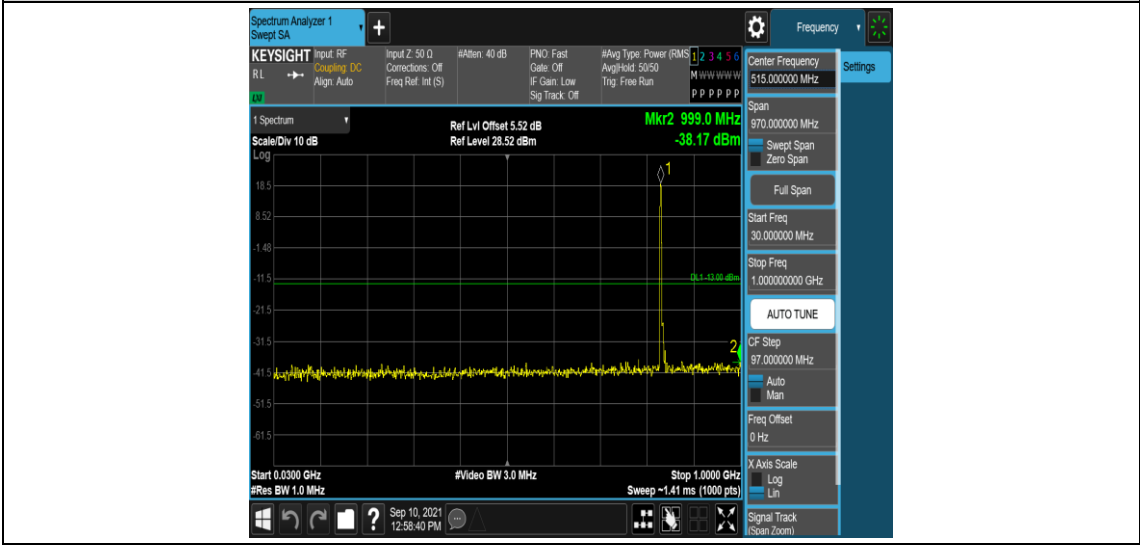 Spectrum Analyzer 1
Swept SA
+
Frequency
KEYSIGHT
RL
LM
Input: RF
Coupling: DC
Align: Auto
Input Z: 50 Ω
Corrections: Off
Freq Ref: Int (S)
#Atten: 40 dB
PNO: Fast
Gate: Off
IF Gain: Low
Sig Track: Off
#Avg Type: Power (RMS
Avg|Hold: 50/50
Trig: Free Run
1 2 3 4 5 6
M W W W W W
P P P P P P
1 Spectrum
Scale/Div 10 dB
Log
Ref Lvl Offset 5.52 dB
Ref Level 28.52 dBm
Mkr2 999.0 MHz
-38.17 dBm
1
18.5
8.52
-1.48
-11.5
DL1 -13.00 dBm
-21.5
-31.5
2
-41.5
-51.5
-61.5
Start 0.0300 GHz
#Res BW 1.0 MHz
#Video BW 3.0 MHz
Stop 1.0000 GHz
Sweep ~1.41 ms (1000 pts)
?
Sep 10, 2021
12:58:40 PM
Center Frequency
515.000000 MHz
Settings
Span
970.000000 MHz
Swept Span
Zero Span
Full Span
Start Freq
30.000000 MHz
Stop Freq
1.000000000 GHz
AUTO TUNE
CF Step
97.000000 MHz
Auto
Man
Freq Offset
0 Hz
X Axis Scale
Log
Lin
Signal Track
(Span Zoom)